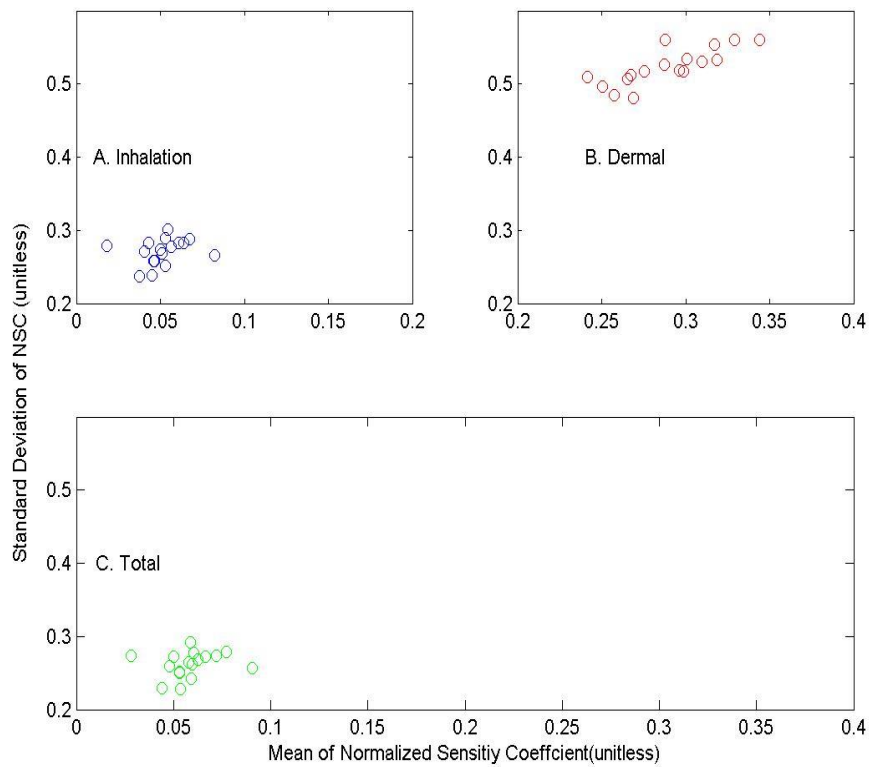 0.5
0.4
0.3
0.2
A. Inhalation
0 0.05 0.1 0.15 0.2
0.5
0.4
0.3
0.2
B. Dermal
0.2 0.25 0.3 0.35 0.4
Standard Deviation of NSC (unitless)
0.5
0.4
0.3
0.2
C. Total
0 0.05 0.1 0.15 0.2 0.25 0.3 0.35 0.4
Mean of Normalized Sensitiy Coeffcient(unitless)